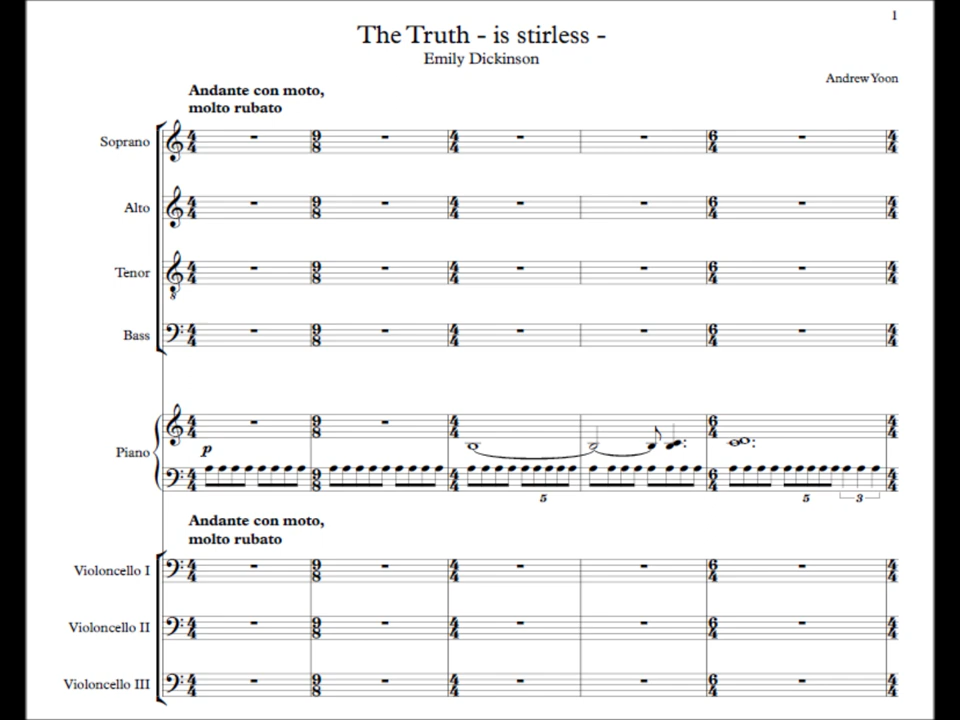 1
The Truth - is stirless -
Emily Dickinson
Andrew Yoon
Andante con moto,
molto rubato
Soprano
Alto
Tenor
8
Bass
Piano
p
5
5
3
Andante con moto,
molto rubato
Violoncello I
Violoncello II
Violoncello III